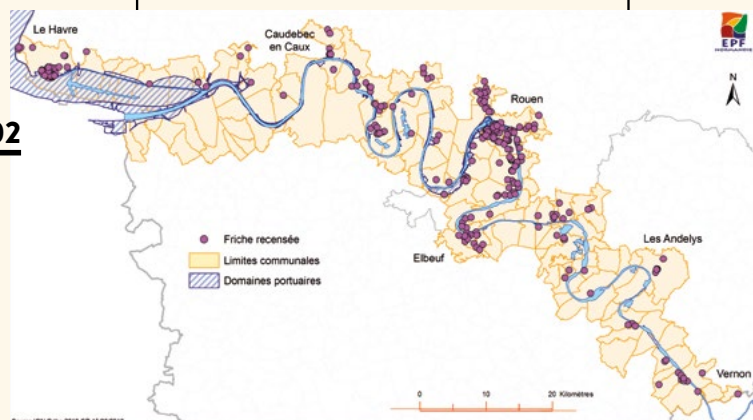 Le Havre
Caudebec
en Caux
EPF
NORMANDIE
N
Rouen
02
Friche recensée
Limites communales
Domaines portuaires
Elbeuf
Les Andelys
Vernon
0 10 20 Kilomètres